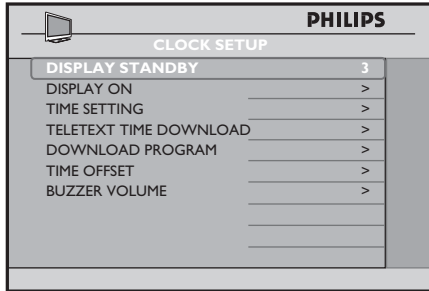 PHILIPS
CLOCK SETUP
DISPLAY STANDBY 3
DISPLAY ON >
TIME SETTING >
TELETEXT TIME DOWNLOAD >
DOWNLOAD PROGRAM >
TIME OFFSET >
BUZZER VOLUME >